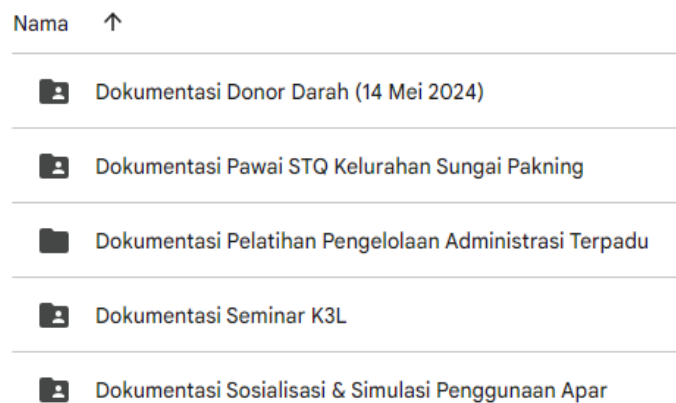 Nama ↑
Dokumentasi Donor Darah (14 Mei 2024)
Dokumentasi Pawai STQ Kelurahan Sungai Pakning
Dokumentasi Pelatihan Pengelolaan Administrasi Terpadu
Dokumentasi Seminar K3L
Dokumentasi Sosialisasi & Simulasi Penggunaan Apar